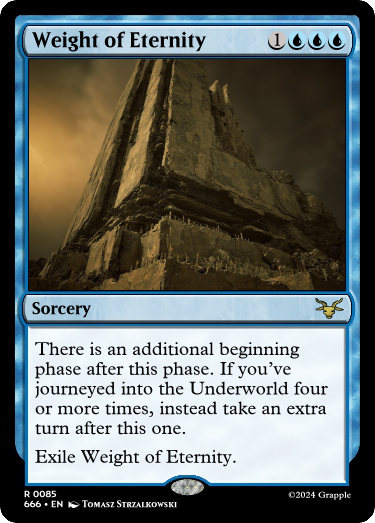 Weight of Eternity 1
Sorcery
There is an additional beginning
phase after this phase. If you've
journeyed into the Underworld four
or more times, instead take an extra
turn after this one.
Exile Weight of Eternity.
R 0085
666 • EN Tomasz Strzalkowski
©2024 Grapple